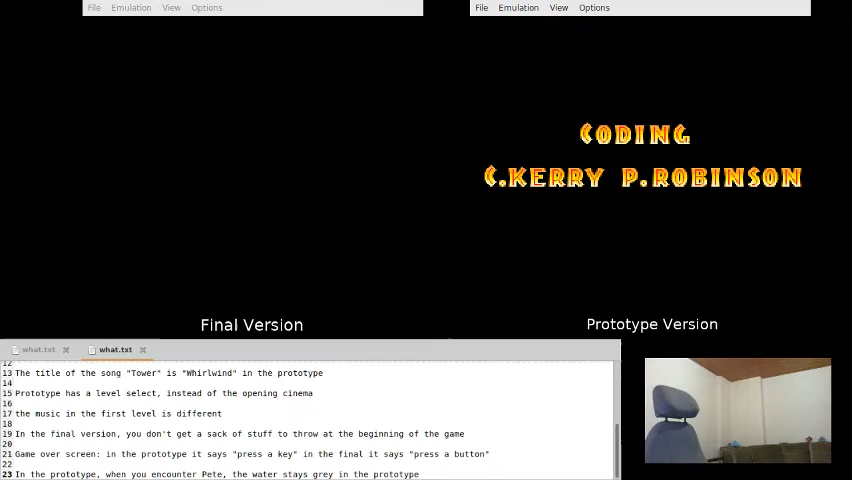 File Emulation View Options
File Emulation View Options
CODING
C.KERRY P.ROBINSON
Final Version
Prototype Version
what.txt
what.txt
12
13 The title of the song "Tower" is "Whirlwind" in the prototype
14
15 Prototype has a level select, instead of the opening cinema
16
17 the music in the first level is different
18
19 In the final version, you don't get a sack of stuff to throw at the beginning of the game
20
21 Game over screen: in the prototype it says "press a key" in the final it says "press a button"
22
23 In the prototype, when you encounter Pete, the water stays grey in the prototype